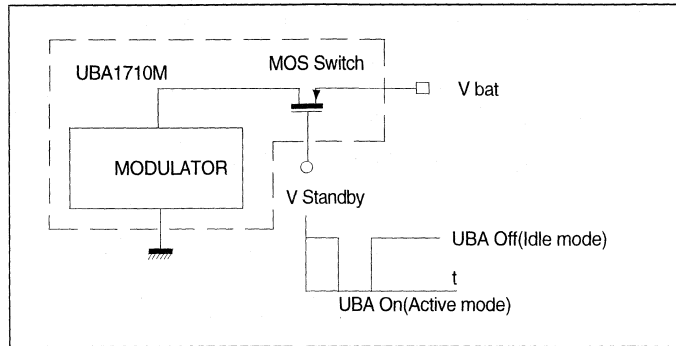 MOS Switch
UBA1710M
V bat
MODULATOR
V Standby
UBA Off(Idle mode)
t
UBA On(Active mode)